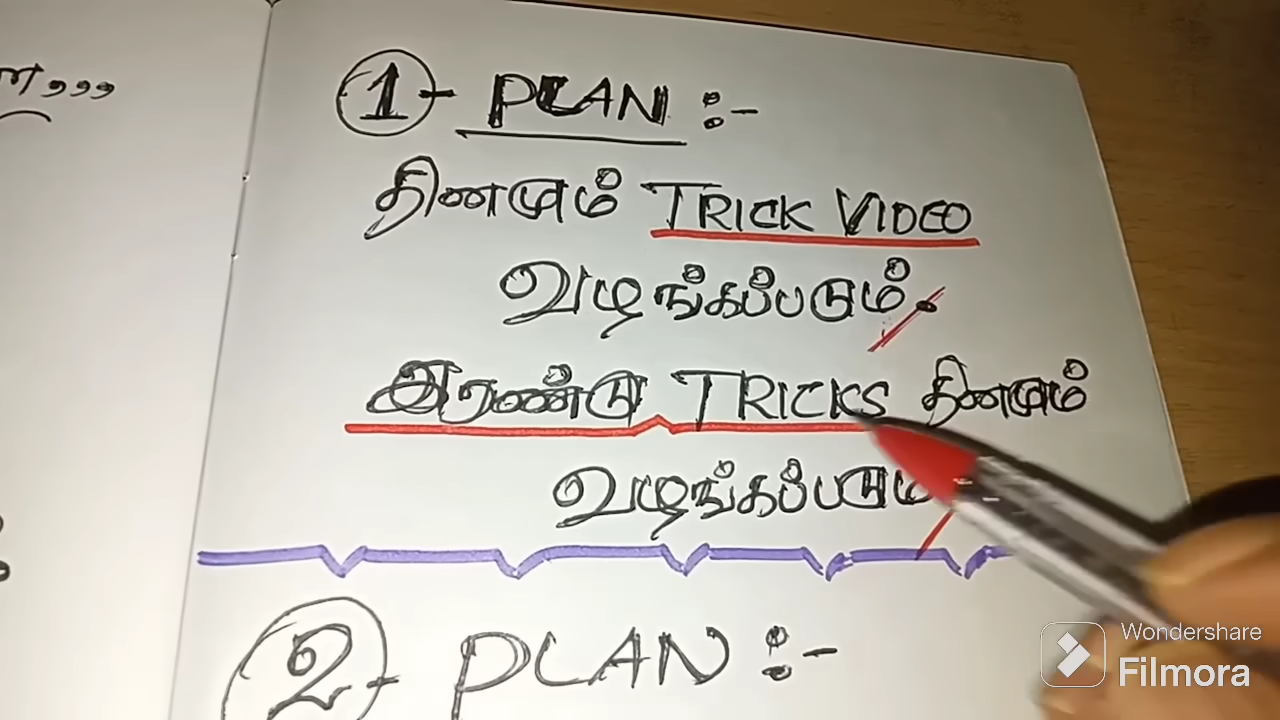 1 - PLAN :-
தினமும் TRICK VIDEO
வழங்கப்படும்.
இரண்டு TRICKS தினமும்
வழங்கப்படும்
2 - PLAN :-
Wondershare
Filmora